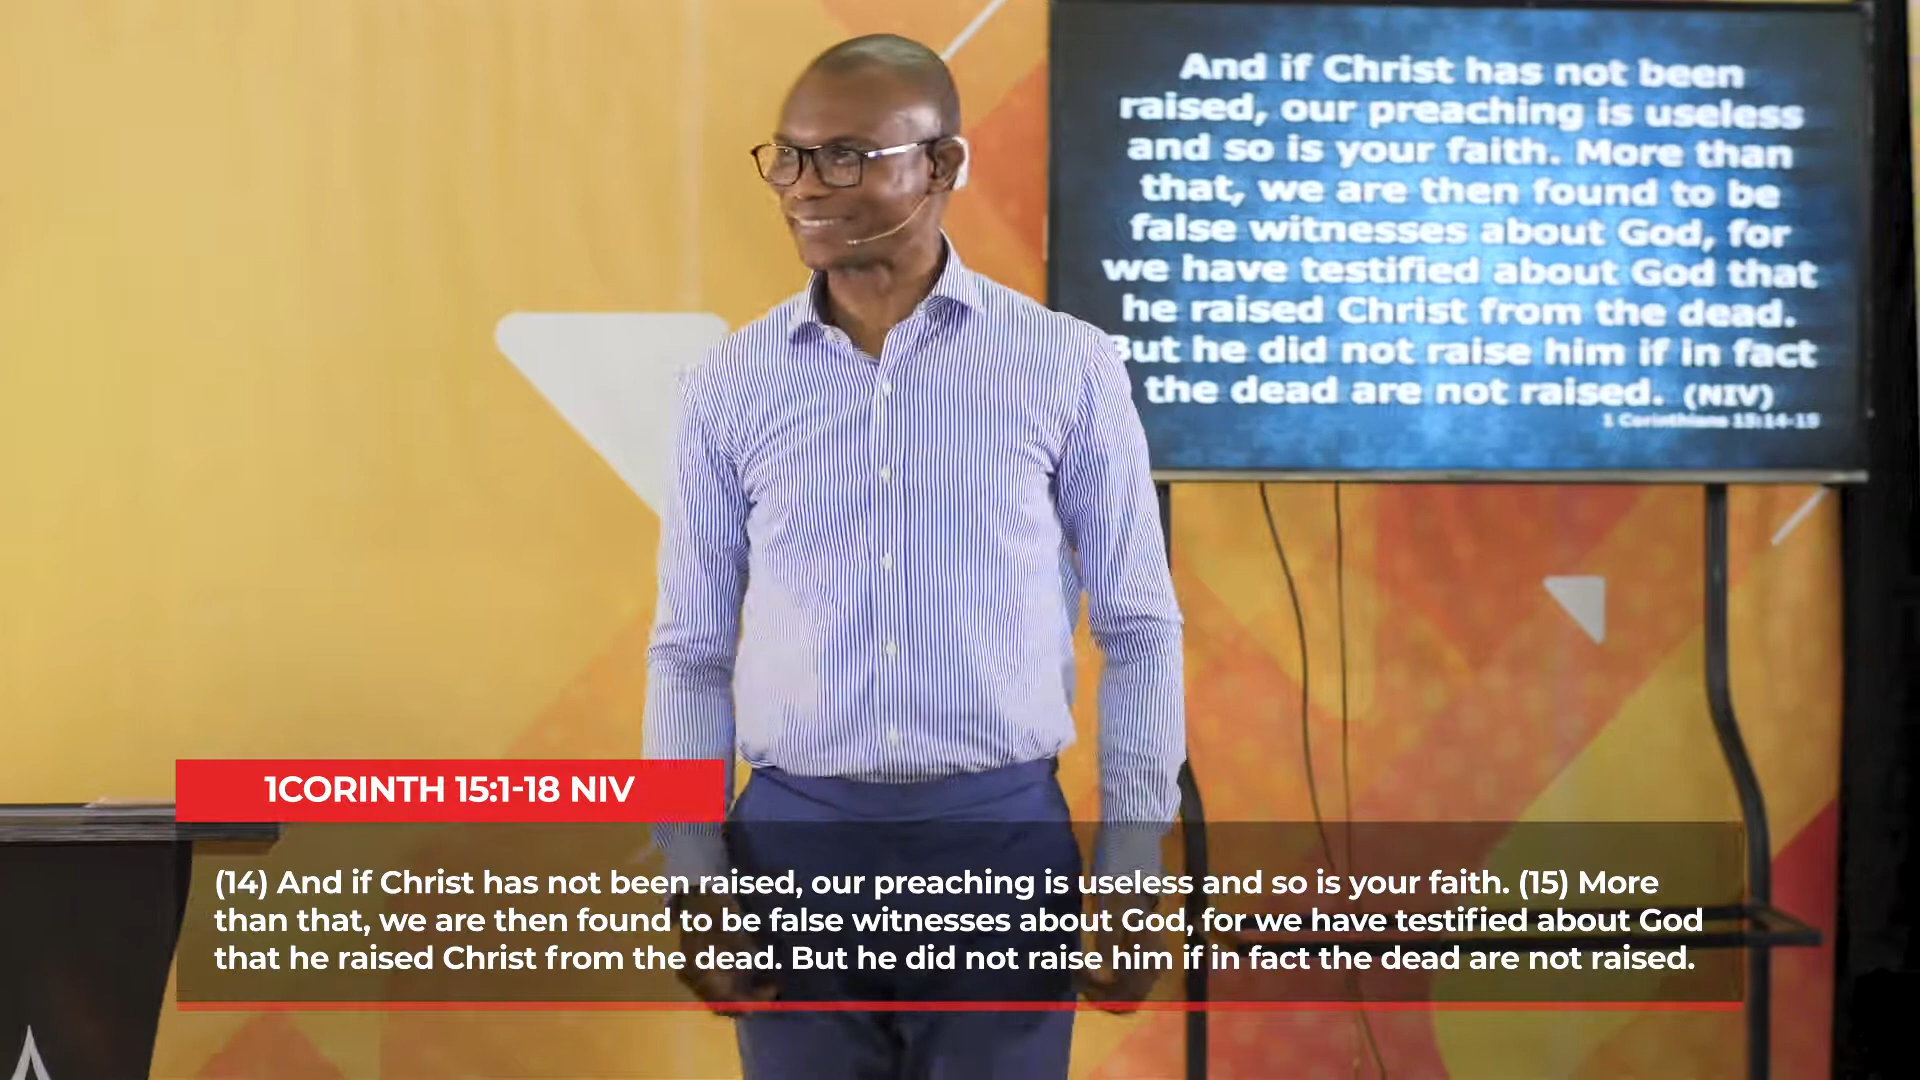 And if Christ has not been
raised, our preaching is useless
and so is your faith. More than
that, we are then found to be
false witnesses about God, for
we have testified about God that
he raised Christ from the dead.
But he did not raise him if in fact
the dead are not raised. (NIV)
1 Corinthians 15:14-15
1CORINTH 15:1-18 NIV
(14) And if Christ has not been raised, our preaching is useless and so is your faith. (15) More
than that, we are then found to be false witnesses about God, for we have testified about God
that he raised Christ from the dead. But he did not raise him if in fact the dead are not raised.